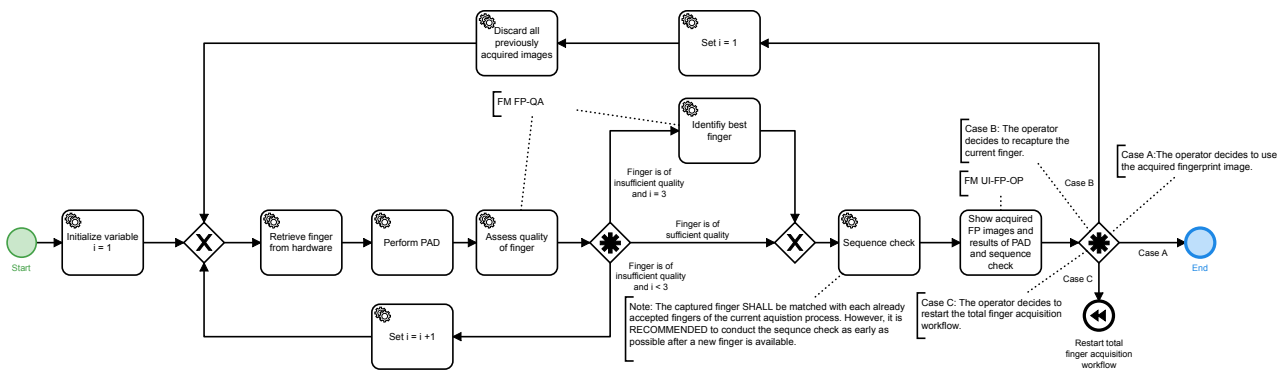 Discard all
previously
acquired images
Set i = 1
FM FP-QA
Identifiy best
finger
Case B: The operator
decides to recapture the
current finger.
Case A:The operator decides to use
the acquired fingerprint image.
Finger is of
insufficient quality
and i = 3
FM UI-FP-OP
Case B
Initialize variable
i = 1
Retrieve finger
from hardware
Perform PAD
Assess quality
of finger
Finger is of
sufficient quality
Sequence check
Show acquired
FP images and
results of PAD
and sequence
check
Case A
Start
End
Finger is of
insufficient quality
and i < 3
Case C
Note: The captured finger SHALL be matched with each already
accepted fingers of the current aquistion process. However, it is
RECOMMENDED to conduct the sequnce check as early as
possible after a new finger is available.
Case C: The operator decides to
restart the total finger acquisition
workflow.
Set i = i +1
Restart total
finger acquisition
workflow